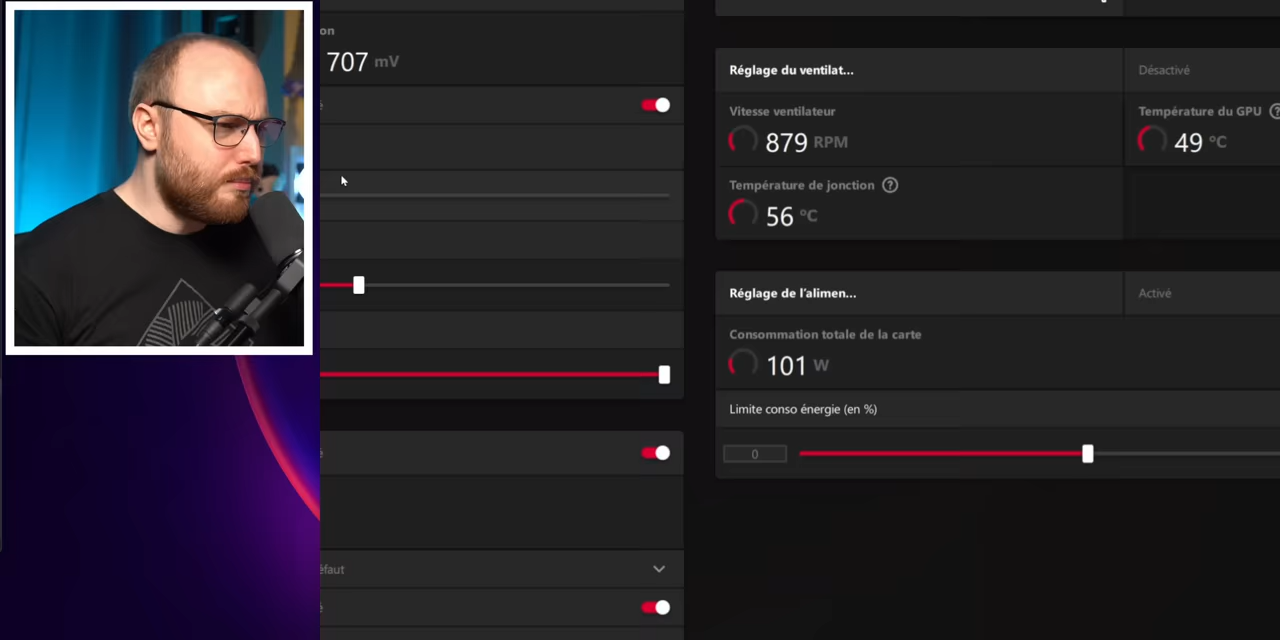 on
707 mV
é
é
éfaut
é
Réglage du ventilat...
Désactivé
Vitesse ventilateur
879 RPM
Température du GPU ?
49 °C
Température de jonction ?
56 °C
Réglage de l'alimen...
Activé
Consommation totale de la carte
101 W
Limite conso énergie (en %)
0